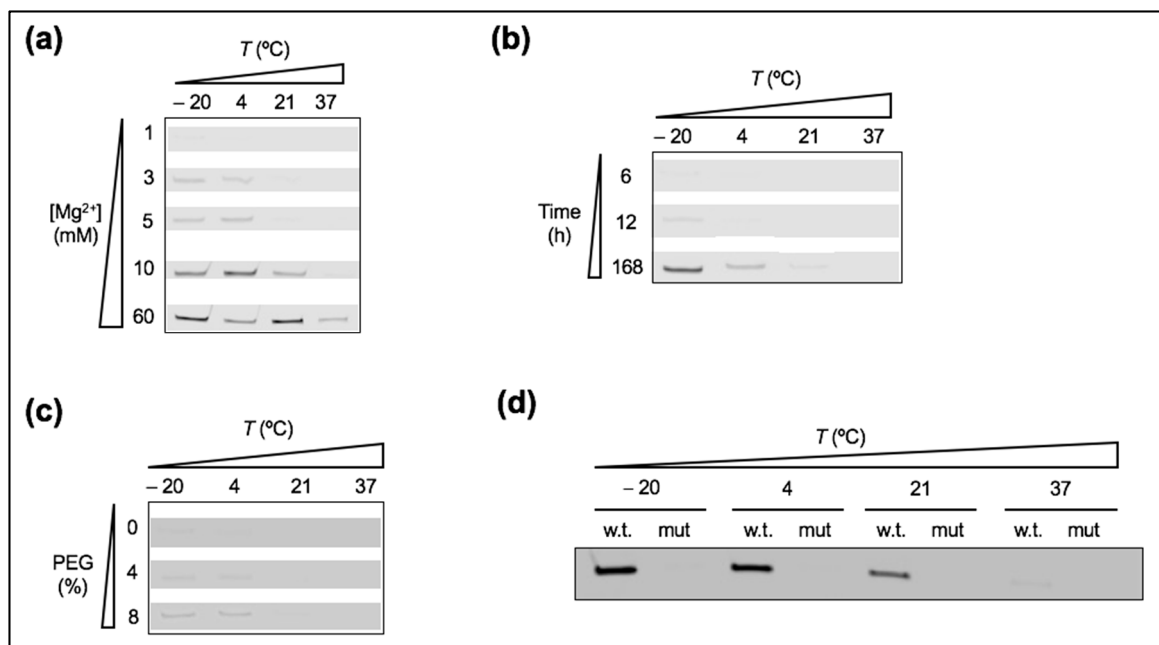 (a)
T (ºC)
– 20 4 21 37
1
3
[Mg2+]
(mM)
5
10
60
(b)
T (ºC)
– 20 4 21 37
6
Time
(h)
12
168
(c)
T (ºC)
– 20 4 21 37
0
PEG
(%)
4
8
(d)
T (ºC)
– 20 4 21 37
w.t. mut w.t. mut w.t. mut w.t. mut